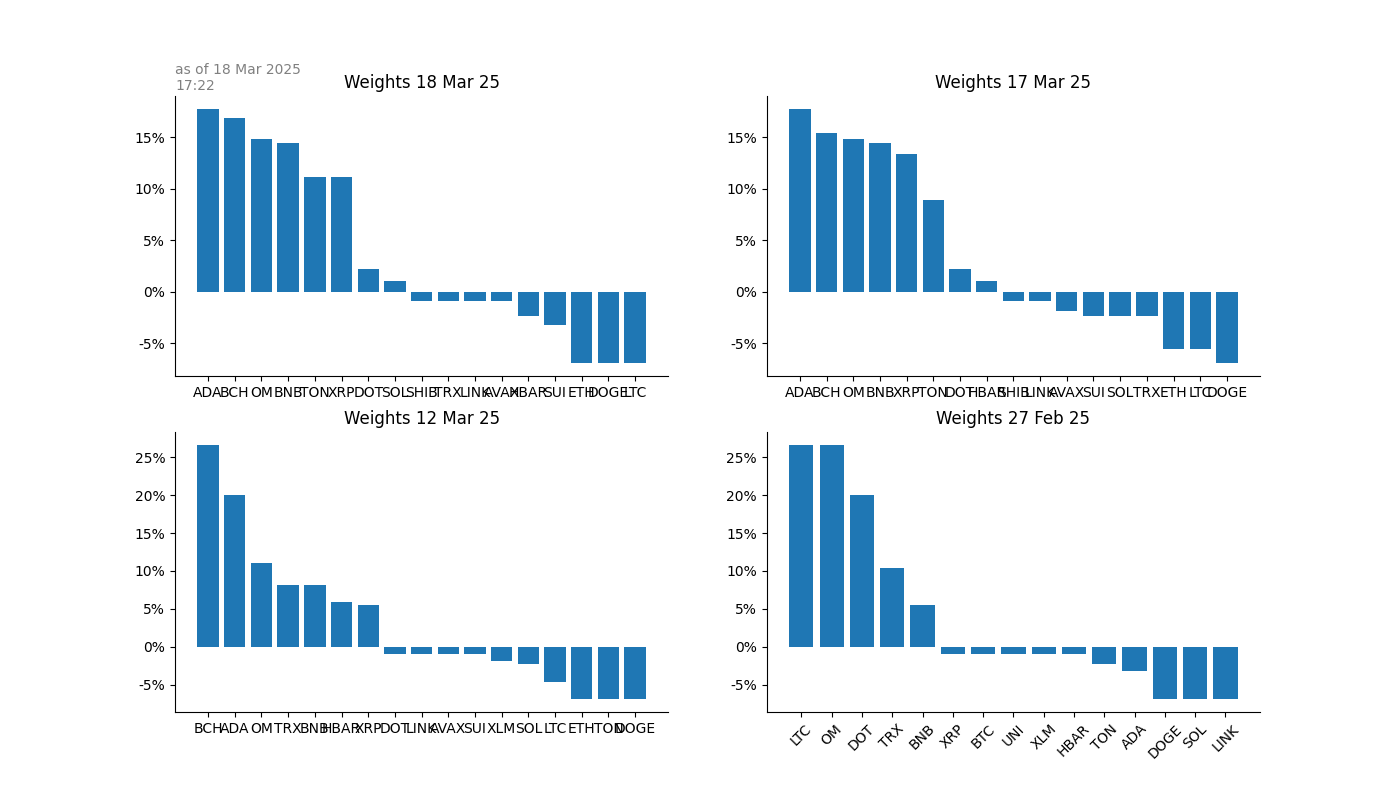 as of 18 Mar 2025
17:22
Weights 18 Mar 25
15%
10%
5%
0%
-5%
ADA BCH OM BNB TON XRP DOT SOL SHIB TRX LINK AVAX HBAR SUI ETH DOGE LTC
Weights 17 Mar 25
15%
10%
5%
0%
-5%
ADA BCH OM BNB XRP TON DOT HBAR SHIB LINK AVAX SUI SOL TRX ETH LTC DOGE
Weights 12 Mar 25
25%
20%
15%
10%
5%
0%
-5%
BCH ADA OM TRX BNB HBAR XRP DOT LINK AVAX SUI XLM SOL LTC ETH TON DOGE
Weights 27 Feb 25
25%
20%
15%
10%
5%
0%
-5%
LTC OM DOT TRX BNB XRP BTC UNI XLM HBAR TON ADA DOGE SOL LINK